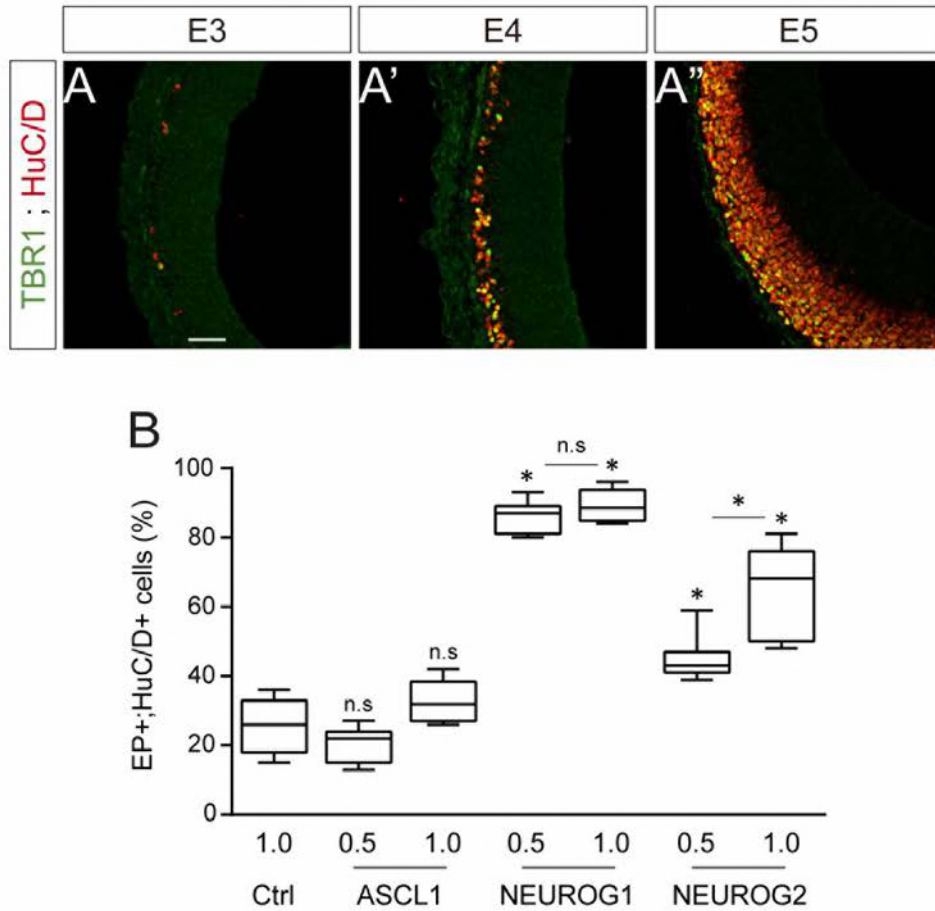 E3 E4 E5
TBR1 ; HuC/D
A A' A"
B
EP+;HuC/D+ cells (%)
100
80
60
40
20
0
n.s
n.s
* n.s *
* * *
1.0 0.5 1.0 0.5 1.0 0.5 1.0
Ctrl ASCL1 NEUROG1 NEUROG2